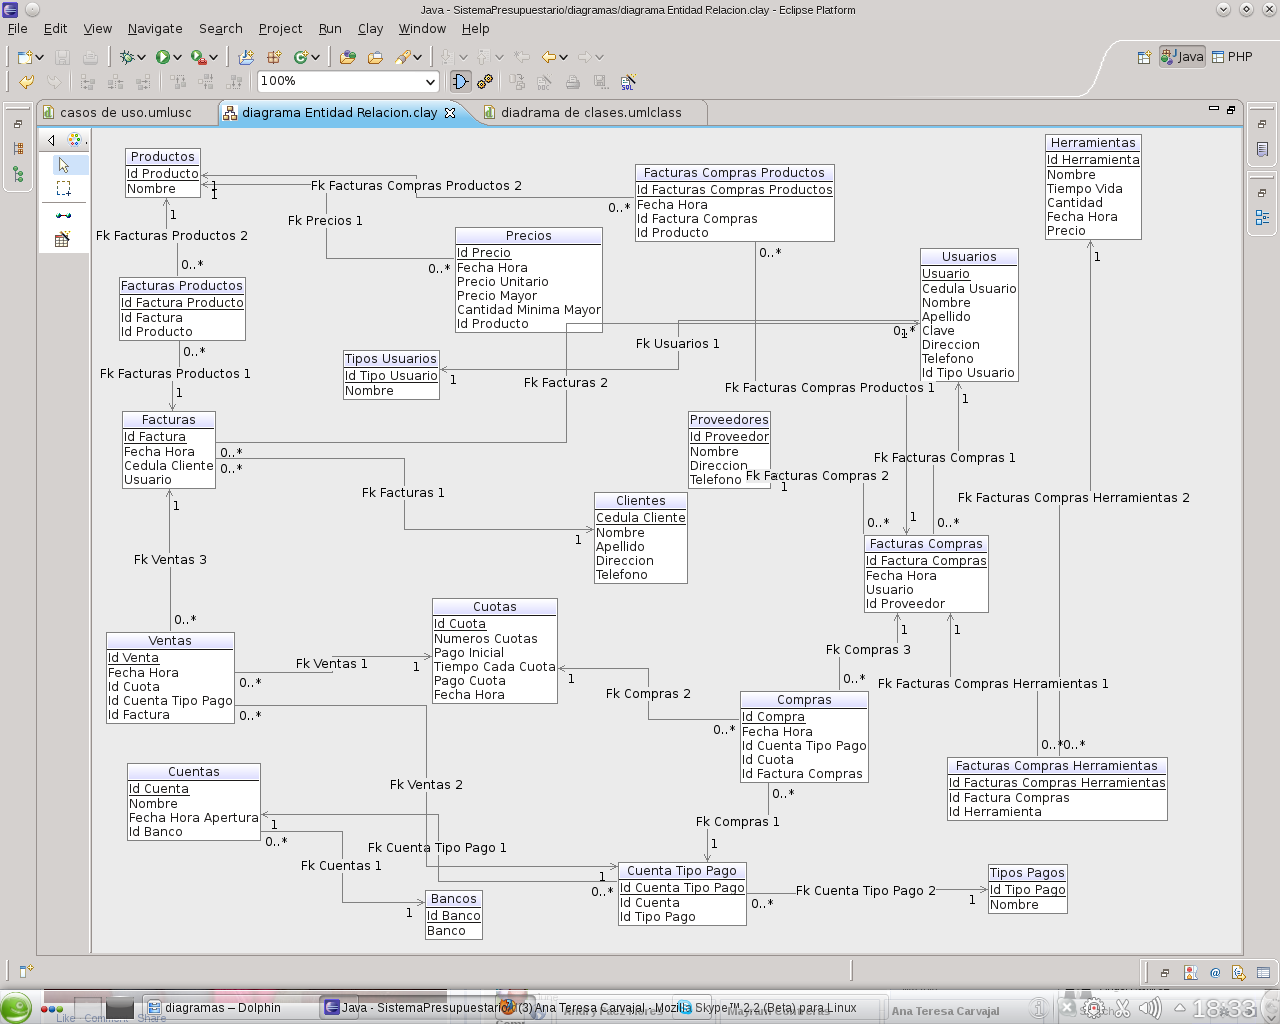 Java - SistemaPresupuestario/diagramas/diagrama Entidad Relacion.clay - Eclipse Platform
File Edit View Navigate Search Project Run Clay Window Help
Java PHP
100%
casos de uso.umlusc
diagrama Entidad Relacion.clay
diadrama de clases.umlclass
Productos
Id Producto
Nombre
1
1
Fk Facturas Compras Productos 2
0..*
Fk Precios 1
0..*
Facturas Compras Productos
Id Facturas Compras Productos
Fecha Hora
Id Factura Compras
Id Producto
0..*
Herramientas
Id Herramienta
Nombre
Tiempo Vida
Cantidad
Fecha Hora
Precio
1
1
Fk Facturas Productos 2
0..*
Precios
Id Precio
Fecha Hora
Precio Unitario
Precio Mayor
Cantidad Minima Mayor
Id Producto
Usuarios
Usuario
Cedula Usuario
Nombre
Apellido
Clave
Direccion
Telefono
Id Tipo Usuario
0..*
1
1
Facturas Productos
Id Factura Producto
Id Factura
Id Producto
0..*
Fk Facturas Productos 1
1
Tipos Usuarios
Id Tipo Usuario
Nombre
1
Fk Usuarios 1
Fk Facturas 2
Fk Facturas Compras Productos 1
1
Facturas
Id Factura
Fecha Hora
Cedula Cliente
Usuario
0..*
0..*
1
Fk Facturas 1
1
Proveedores
Id Proveedor
Nombre
Direccion
Telefono
1
Fk Facturas Compras 2
0..*
Fk Facturas Compras 1
0..*
Fk Facturas Compras Herramientas 2
Clientes
Cedula Cliente
Nombre
Apellido
Direccion
Telefono
Facturas Compras
Id Factura Compras
Fecha Hora
Usuario
Id Proveedor
1
1
Fk Ventas 3
0..*
Ventas
Id Venta
Fecha Hora
Id Cuota
Id Cuenta Tipo Pago
Id Factura
0..*
0..*
Fk Ventas 1
1
Cuotas
Id Cuota
Numeros Cuotas
Pago Inicial
Tiempo Cada Cuota
Pago Cuota
Fecha Hora
1
Fk Compras 2
0..*
Fk Compras 3
0..*
Fk Facturas Compras Herramientas 1
0..*
0..*
Compras
Id Compra
Fecha Hora
Id Cuenta Tipo Pago
Id Cuota
Id Factura Compras
0..*
Fk Compras 1
1
Facturas Compras Herramientas
Id Facturas Compras Herramientas
Id Factura Compras
Id Herramienta
Cuentas
Id Cuenta
Nombre
Fecha Hora Apertura
Id Banco
1
0..*
Fk Ventas 2
Fk Cuenta Tipo Pago 1
Fk Cuentas 1
1
Bancos
Id Banco
Banco
1
0..*
Cuenta Tipo Pago
Id Cuenta Tipo Pago
Id Cuenta
Id Tipo Pago
0..*
Fk Cuenta Tipo Pago 2
1
Tipos Pagos
Id Tipo Pago
Nombre
diagramas – Dolphin
Java - SistemaPresupuestario/d
(3) Ana Teresa Carvajal - Mozilla
Skype™ 2.2 (Beta) para Linux
Ana Teresa Carvajal
18:33
Like Comment Share